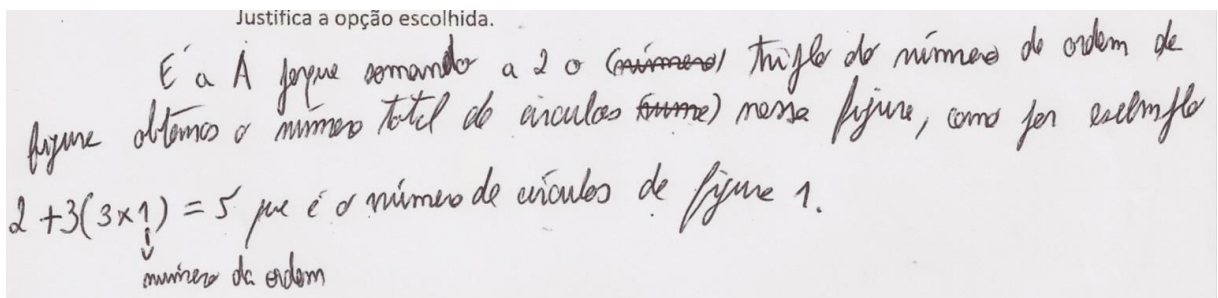 Justifica a opção escolhida.
É a A porque somando a 2 o (número) triplo do número de ordem de
figura obtemos o número total de círculos (nume) nessa figura, como por exemplo
2 + 3(3×1) = 5 que é o número de círculos da figura 1.
número da ordem